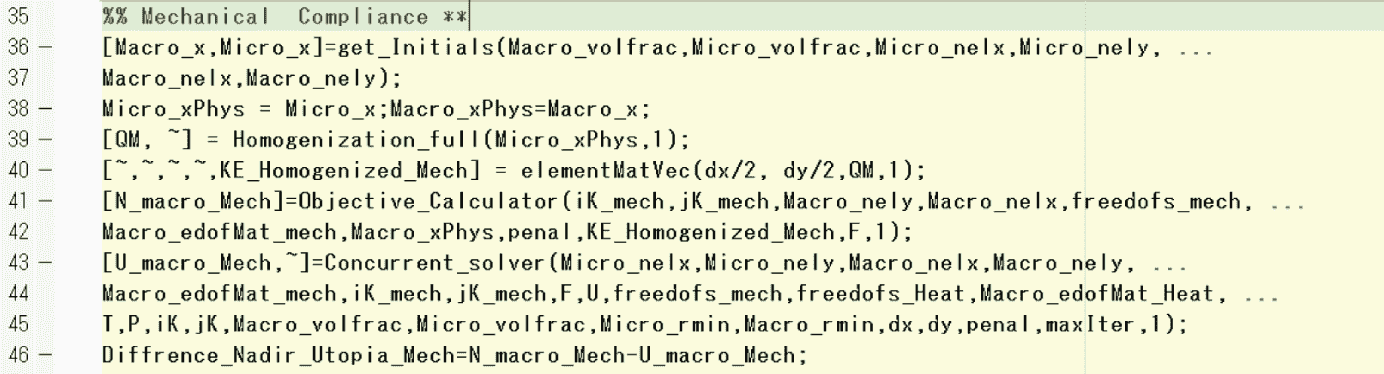 35 %% Mechanical  Compliance **
36 – [Macro_x,Micro_x]=get_Initials(Macro_volfrac,Micro_volfrac,Micro_nelx,Micro_nely, ...
37 Macro_nelx,Macro_nely);
38 – Micro_xPhys = Micro_x;Macro_xPhys=Macro_x;
39 – [QM, ~] = Homogenization_full(Micro_xPhys,1);
40 – [~,~,~,~,KE_Homogenized_Mech] = elementMatVec(dx/2, dy/2,QM,1);
41 – [N_macro_Mech]=Objective_Calculator(iK_mech,jK_mech,Macro_nely,Macro_nelx,freedofs_mech, ...
42 Macro_edofMat_mech,Macro_xPhys,penal,KE_Homogenized_Mech,F,1);
43 – [U_macro_Mech,~]=Concurrent_solver(Micro_nelx,Micro_nely,Macro_nelx,Macro_nely, ...
44 Macro_edofMat_mech,iK_mech,jK_mech,F,U,freedofs_mech,freedofs_Heat,Macro_edofMat_Heat, ...
45 T,P,iK,jK,Macro_volfrac,Micro_volfrac,Micro_rmin,Macro_rmin,dx,dy,penal,maxIter,1);
46 – Diffrence_Nadir_Utopia_Mech=N_macro_Mech-U_macro_Mech;